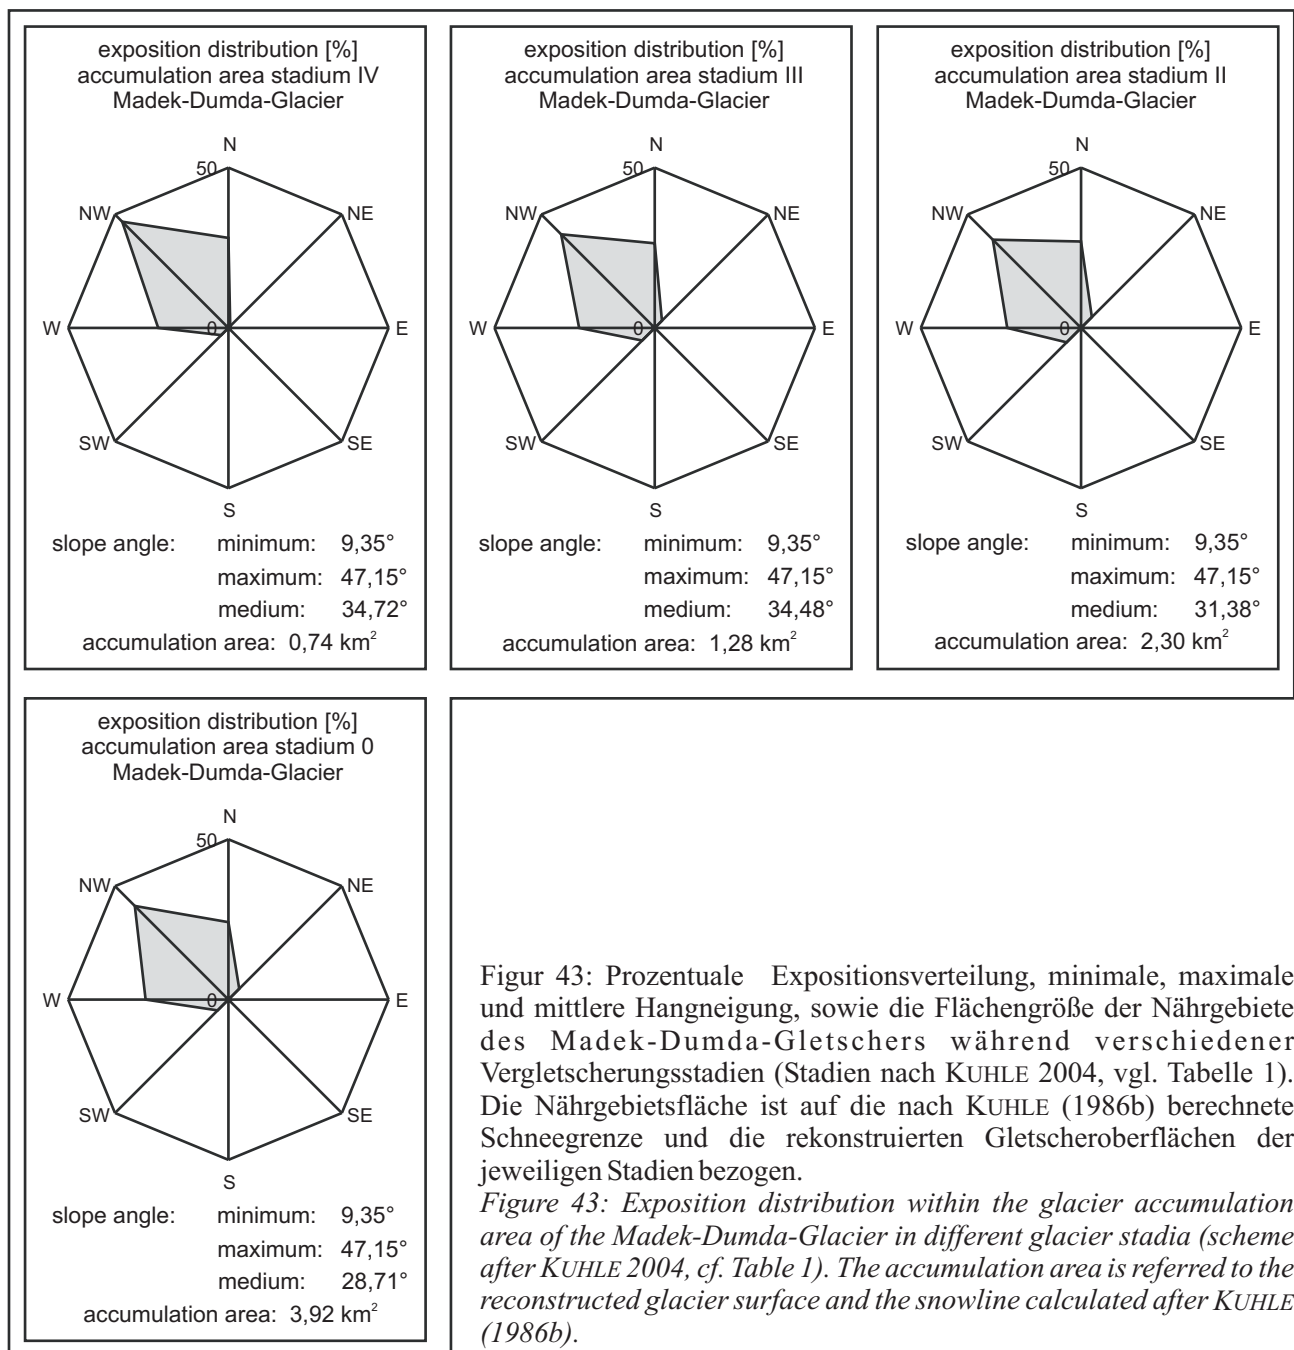 exposition distribution [%]
accumulation area stadium IV
Madek-Dumda-Glacier
N
50
NW
NE
W
0
E
SW
SE
S
slope angle: minimum: 9,35°
maximum: 47,15°
medium: 34,72°
accumulation area: 0,74 km²
exposition distribution [%]
accumulation area stadium III
Madek-Dumda-Glacier
N
50
NW
NE
W
0
E
SW
SE
S
slope angle: minimum: 9,35°
maximum: 47,15°
medium: 34,48°
accumulation area: 1,28 km²
exposition distribution [%]
accumulation area stadium II
Madek-Dumda-Glacier
N
50
NW
NE
W
0
E
SW
SE
S
slope angle: minimum: 9,35°
maximum: 47,15°
medium: 31,38°
accumulation area: 2,30 km²
exposition distribution [%]
accumulation area stadium 0
Madek-Dumda-Glacier
N
50
NW
NE
W
0
E
SW
SE
S
slope angle: minimum: 9,35°
maximum: 47,15°
medium: 28,71°
accumulation area: 3,92 km²
Figur 43: Prozentuale Expositionsverteilung, minimale, maximale
und mittlere Hangneigung, sowie die Flächengröße der Nährgebiete
des Madek-Dumda-Gletschers während verschiedener
Vergletscherungsstadien (Stadien nach KUHLE 2004, vgl. Tabelle 1).
Die Nährgebietsfläche ist auf die nach KUHLE (1986b) berechnete
Schneegrenze und die rekonstruierten Gletscheroberflächen der
jeweiligen Stadien bezogen.
Figure 43: Exposition distribution within the glacier accumulation
area of the Madek-Dumda-Glacier in different glacier stadia (scheme
after KUHLE 2004, cf. Table 1). The accumulation area is referred to the
reconstructed glacier surface and the snowline calculated after KUHLE
(1986b).